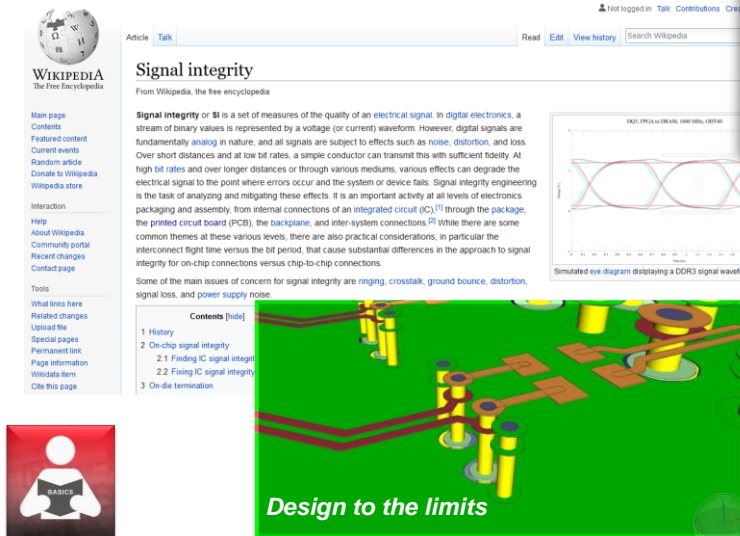 Not logged in Talk Contributions Crea
WIKIPEDIA
The Free Encyclopedia
Main page
Contents
Featured content
Current events
Random article
Donate to Wikipedia
Wikipedia store
Interaction
Help
About Wikipedia
Community portal
Recent changes
Contact page
Tools
What links here
Related changes
Upload file
Special pages
Permanent link
Page information
Wikidata item
Cite this page
Article Talk
Read Edit View history Search Wikipedia
Signal integrity
From Wikipedia, the free encyclopedia
Signal integrity or SI is a set of measures of the quality of an electrical signal. In digital electronics, a
stream of binary values is represented by a voltage (or current) waveform. However, digital signals are
fundamentally analog in nature, and all signals are subject to effects such as noise, distortion, and loss.
Over short distances and at low bit rates, a simple conductor can transmit this with sufficient fidelity. At
high bit rates and over longer distances or through various mediums, various effects can degrade the
electrical signal to the point where errors occur and the system or device fails. Signal integrity engineering
is the task of analyzing and mitigating these effects. It is an important activity at all levels of electronics
packaging and assembly, from internal connections of an integrated circuit (IC),[1] through the package,
the printed circuit board (PCB), the backplane, and inter-system connections.[2] While there are some
common themes at these various levels, there are also practical considerations, in particular the
interconnect flight time versus the bit period, that cause substantial differences in the approach to signal
integrity for on-chip connections versus chip-to-chip connections.
Some of the main issues of concern for signal integrity are ringing, crosstalk, ground bounce, distortion,
signal loss, and power supply noise.
DQ3, FPGA to DRAM, 1600 MHz, ODT60
Simulated eye diagram displaying a DDR3 signal wavef
Contents [hide]
1 History
2 On-chip signal integrity
2.1 Finding IC signal integrit
2.2 Fixing IC signal integrity
3 On-die termination
BASICS
Design to the limits